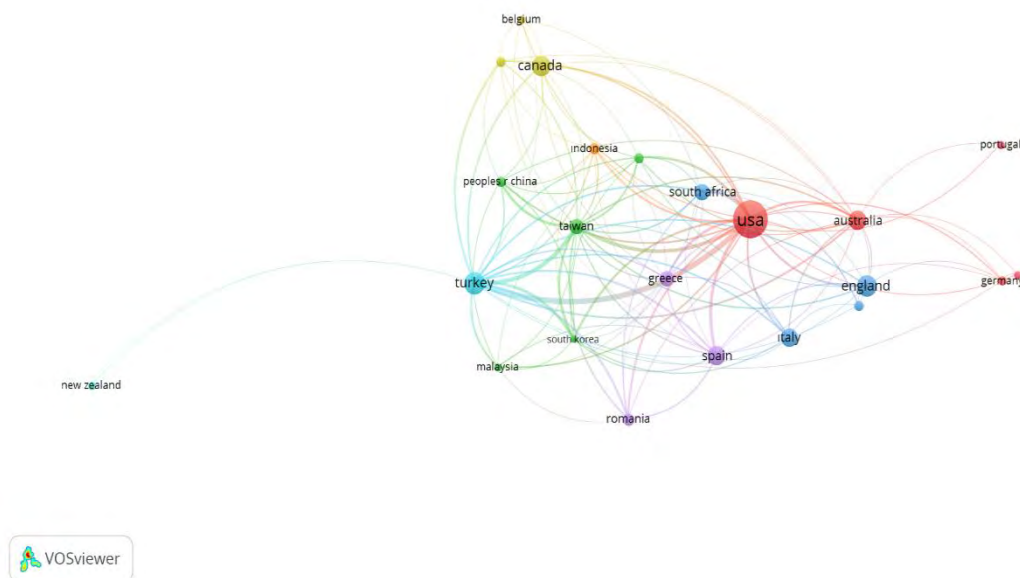 belgium
canada
indonesia
portugal
peoples r china
south africa
usa
taiwan
australia
greece
germany
turkey
england
south korea
italy
spain
malaysia
new zealand
romania
VOSviewer